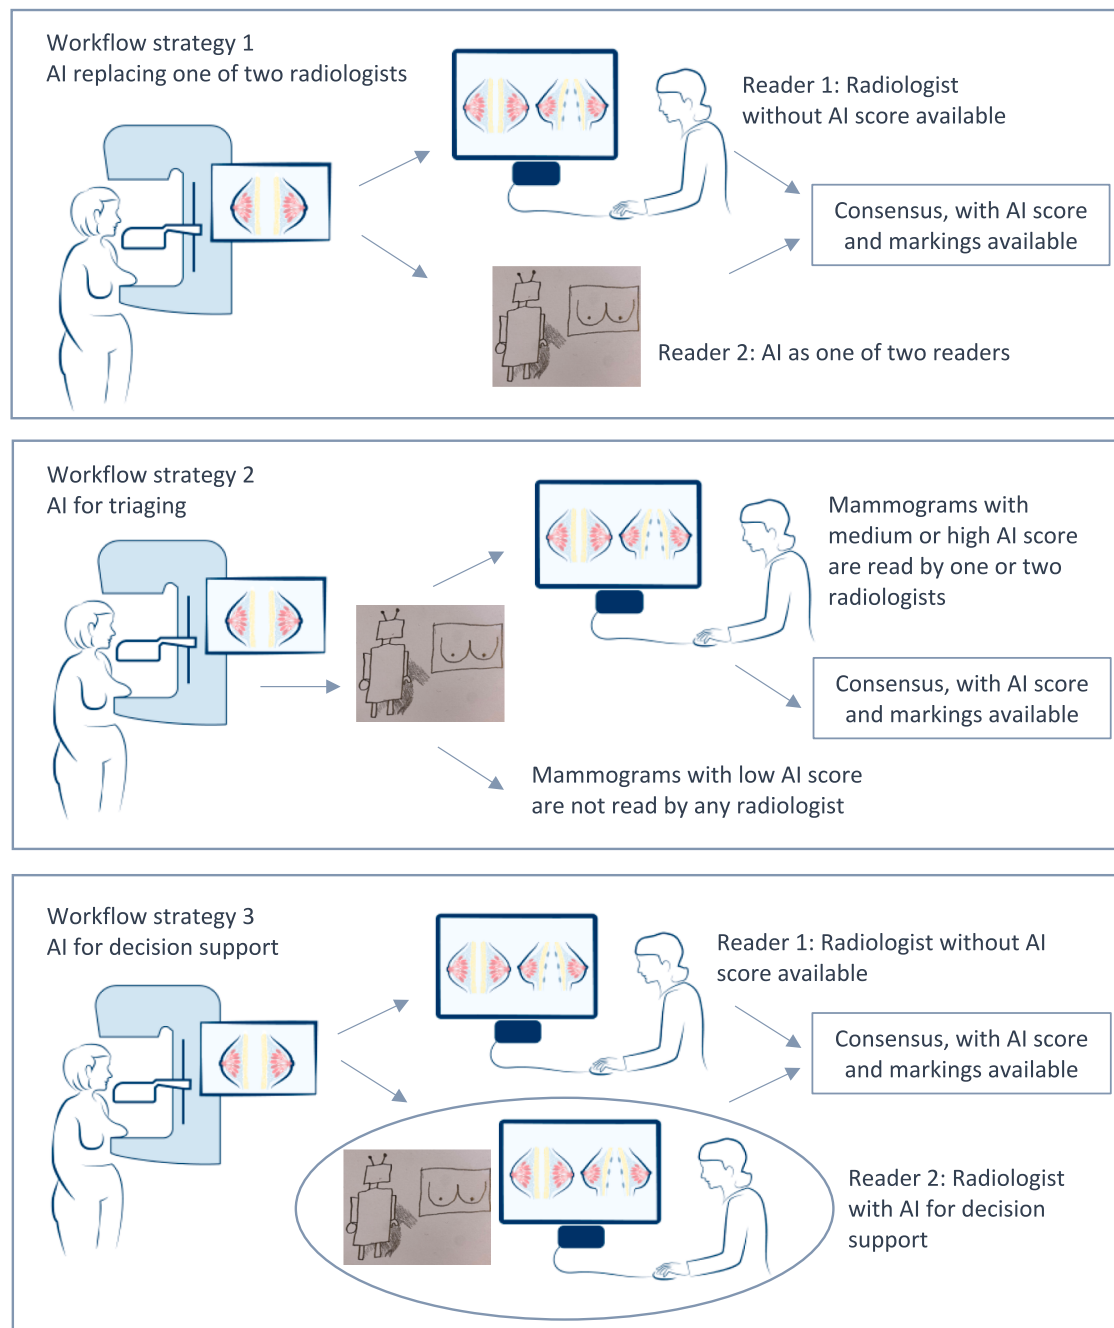 Workflow strategy 1
AI replacing one of two radiologists
Reader 1: Radiologist
without AI score available
Consensus, with AI score
and markings available
Reader 2: AI as one of two readers
Workflow strategy 2
AI for triaging
Mammograms with
medium or high AI score
are read by one or two
radiologists
Consensus, with AI score
and markings available
Mammograms with low AI score
are not read by any radiologist
Workflow strategy 3
AI for decision support
Reader 1: Radiologist without AI
score available
Consensus, with AI score
and markings available
Reader 2: Radiologist
with AI for decision
support